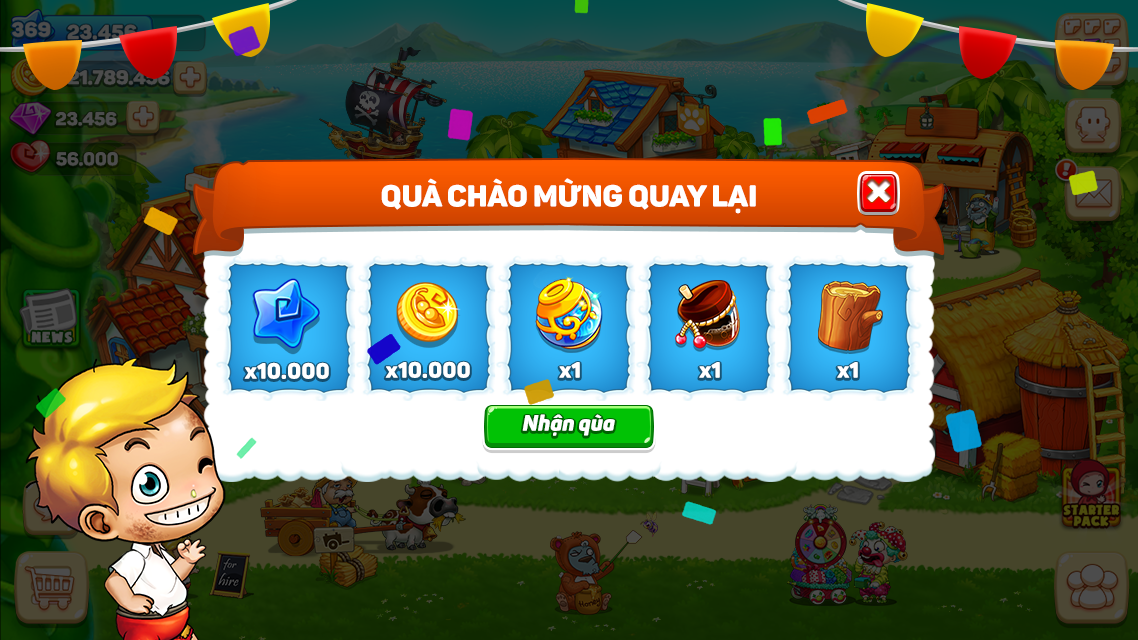 369
23.456
21.789.456
23.456
56.000
QUÀ CHÀO MỪNG QUAY LẠI
x10.000
x10.000
x1
x1
x1
Nhận qùa
NEWS
for
hire
Honey
STARTER
PACK